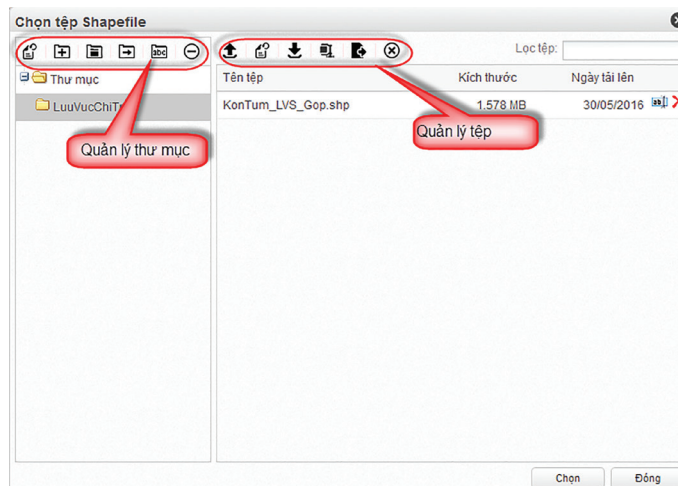 Chọn tệp Shapefile
abc
Lọc tệp:
Thư mục
Tên tệp
Kích thước
Ngày tải lên
KonTum_LVS_Gop.shp
1.578 MB
30/05/2016
Quản lý thư mục
Quản lý tệp
Chọn
Đóng